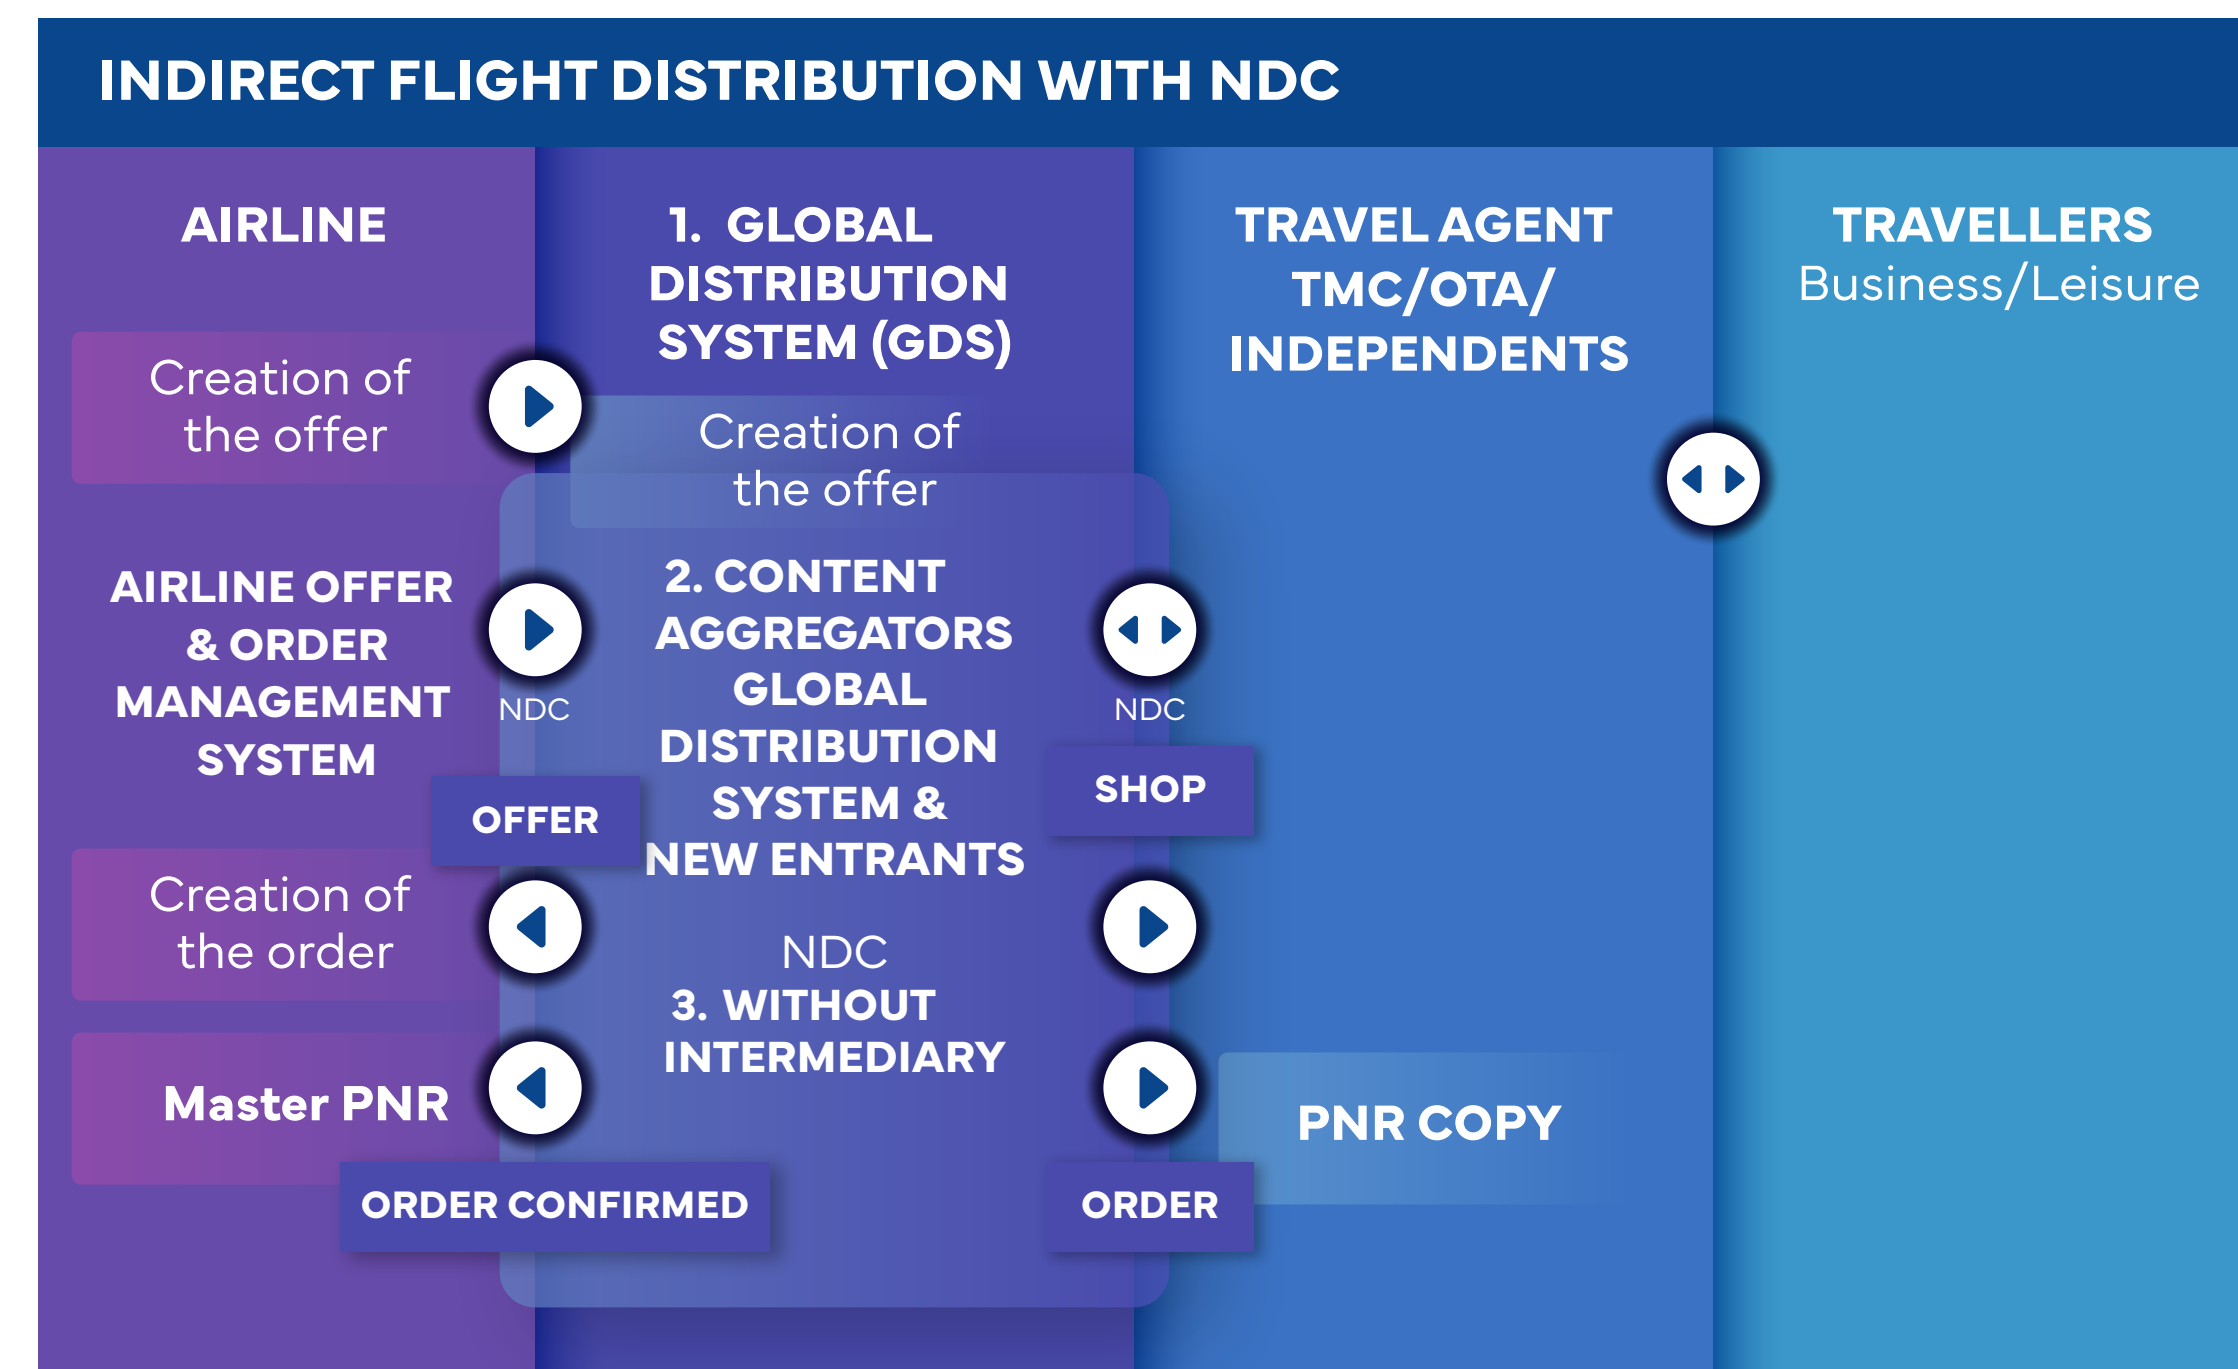 INDIRECT FLIGHT DISTRIBUTION WITH NDC
AIRLINE
Creation of
the offer
AIRLINE OFFER
& ORDER
MANAGEMENT
SYSTEM
NDC
OFFER
Creation of
the order
Master PNR
ORDER CONFIRMED
1. GLOBAL
DISTRIBUTION
SYSTEM (GDS)
Creation of
the offer
2. CONTENT
AGGREGATORS
GLOBAL
DISTRIBUTION
SYSTEM &
NEW ENTRANTS
NDC
3. WITHOUT
INTERMEDIARY
NDC
SHOP
ORDER
TRAVEL AGENT
TMC/OTA/
INDEPENDENTS
PNR COPY
TRAVELLERS
Business/Leisure